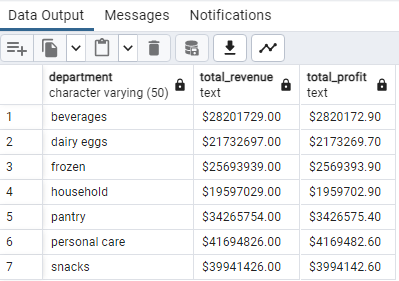 Data Output Messages Notifications
department total_revenue total_profit
character varying (50) text text
1 beverages $28201729.00 $2820172.90
2 dairy eggs $21732697.00 $2173269.70
3 frozen $25693939.00 $2569393.90
4 household $19597029.00 $1959702.90
5 pantry $34265754.00 $3426575.40
6 personal care $41694826.00 $4169482.60
7 snacks $39941426.00 $3994142.60